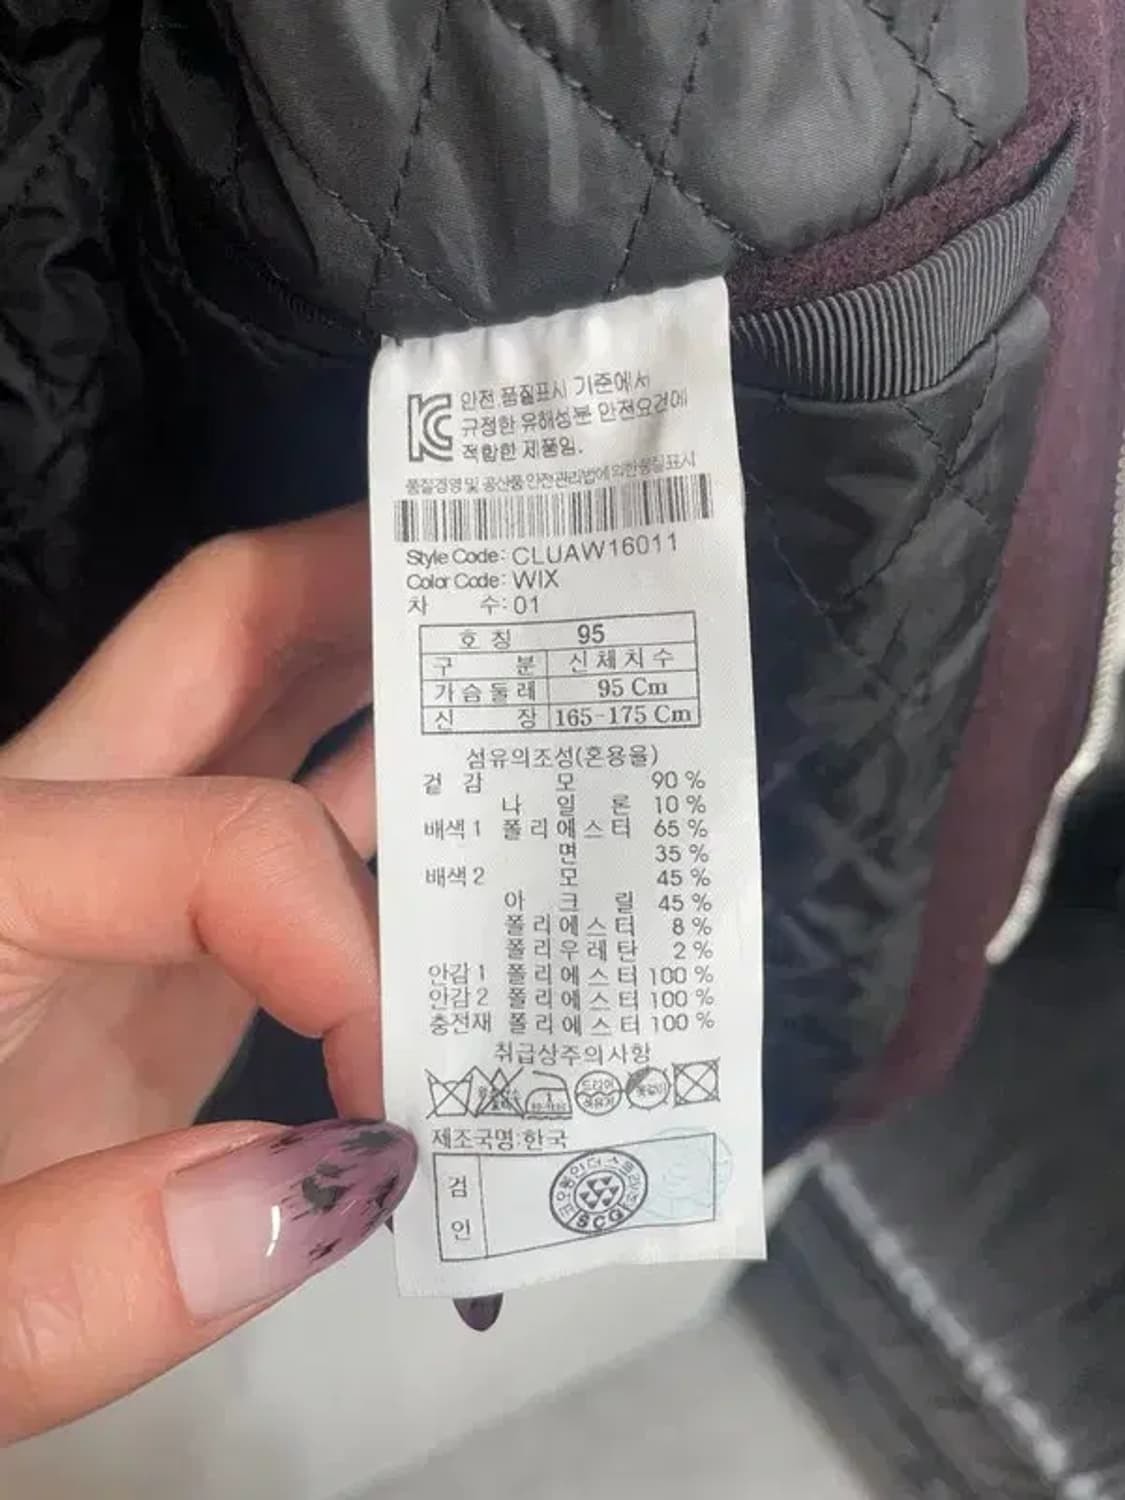 KC 안전·품질표시 기준에서
규정한 유해성분 안전요건에
적합한 제품임.
품질경영 및 공산품안전관리법에 의한 품질표시
Style Code: CLUAW16011
Color Code: WIX
차 수: 01
호 칭 95
구 분 신체치수
가슴둘레 95 Cm
신 장 165-175 Cm
섬유의조성(혼용율)
겉 감 모 90 %
나 일 론 10 %
배색1 폴리에스터 65 %
면 35 %
배색2 모 45 %
아 크 릴 45 %
폴리에스터 8 %
폴리우레탄 2 %
안감1 폴리에스터 100 %
안감2 폴리에스터 100 %
충전재 폴리에스터 100 %
취급상주의사항
드라이
석유계
제조국명:한국
검
인
SCG